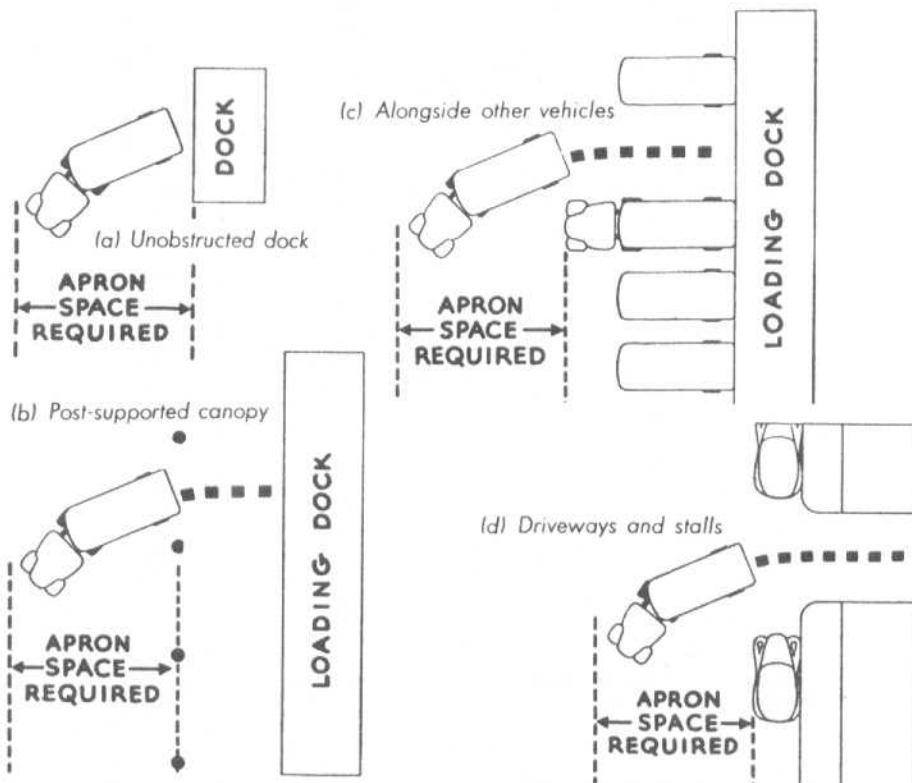 DOCK
(a) Unobstructed dock
APRON
SPACE
REQUIRED
(b) Post-supported canopy
LOADING DOCK
APRON
SPACE
REQUIRED
(c) Alongside other vehicles
LOADING DOCK
APRON
SPACE
REQUIRED
(d) Driveways and stalls
APRON
SPACE
REQUIRED